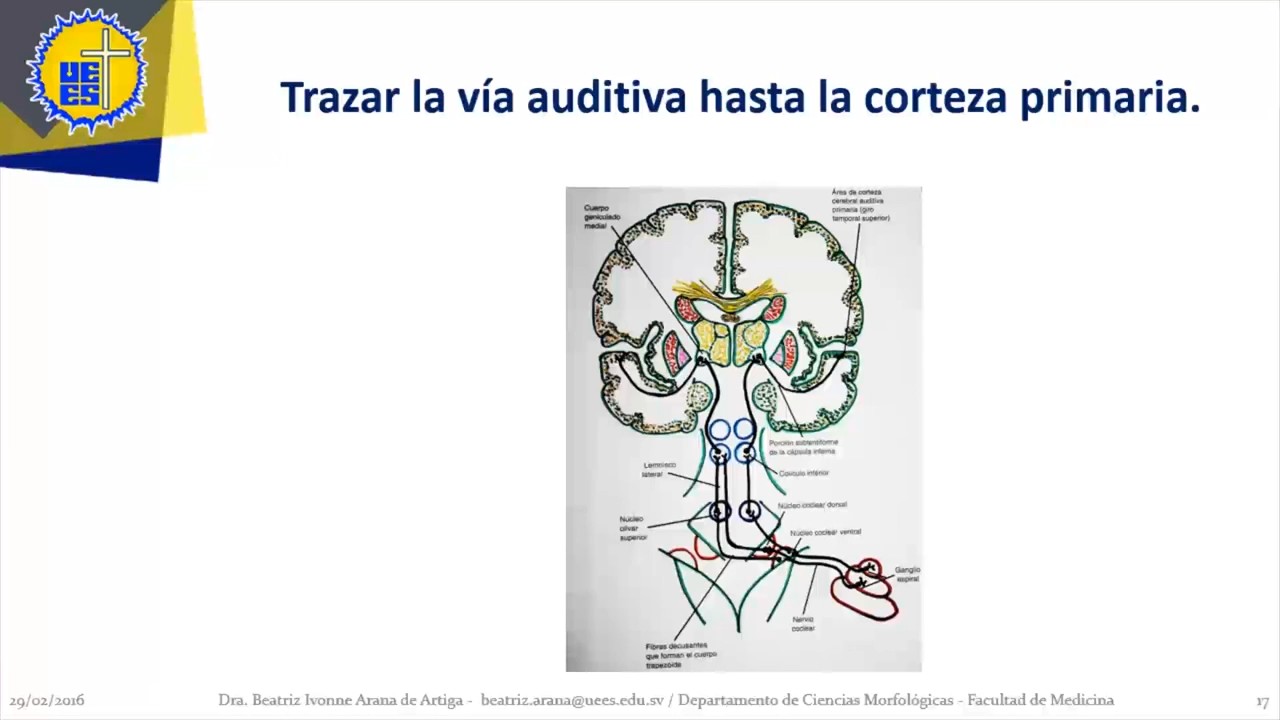 UE
ES
Trazar la vía auditiva hasta la corteza primaria.
Cuerpo
geniculado
medial
Área de corteza
cerebral auditiva
primaria (giro
temporal superior)
Porción sublentiforme
de la cápsula interna
Lemnisco
lateral
Colículo inferior
Núcleo
olivar
superior
Núcleo coclear dorsal
Núcleo coclear ventral
Ganglio
espiral
Nervio
coclear
Fibras decusantes
que forman el cuerpo
trapezoide
29/02/2016
Dra. Beatriz Ivonne Arana de Artiga - beatriz.arana@uees.edu.sv / Departamento de Ciencias Morfológicas - Facultad de Medicina
17